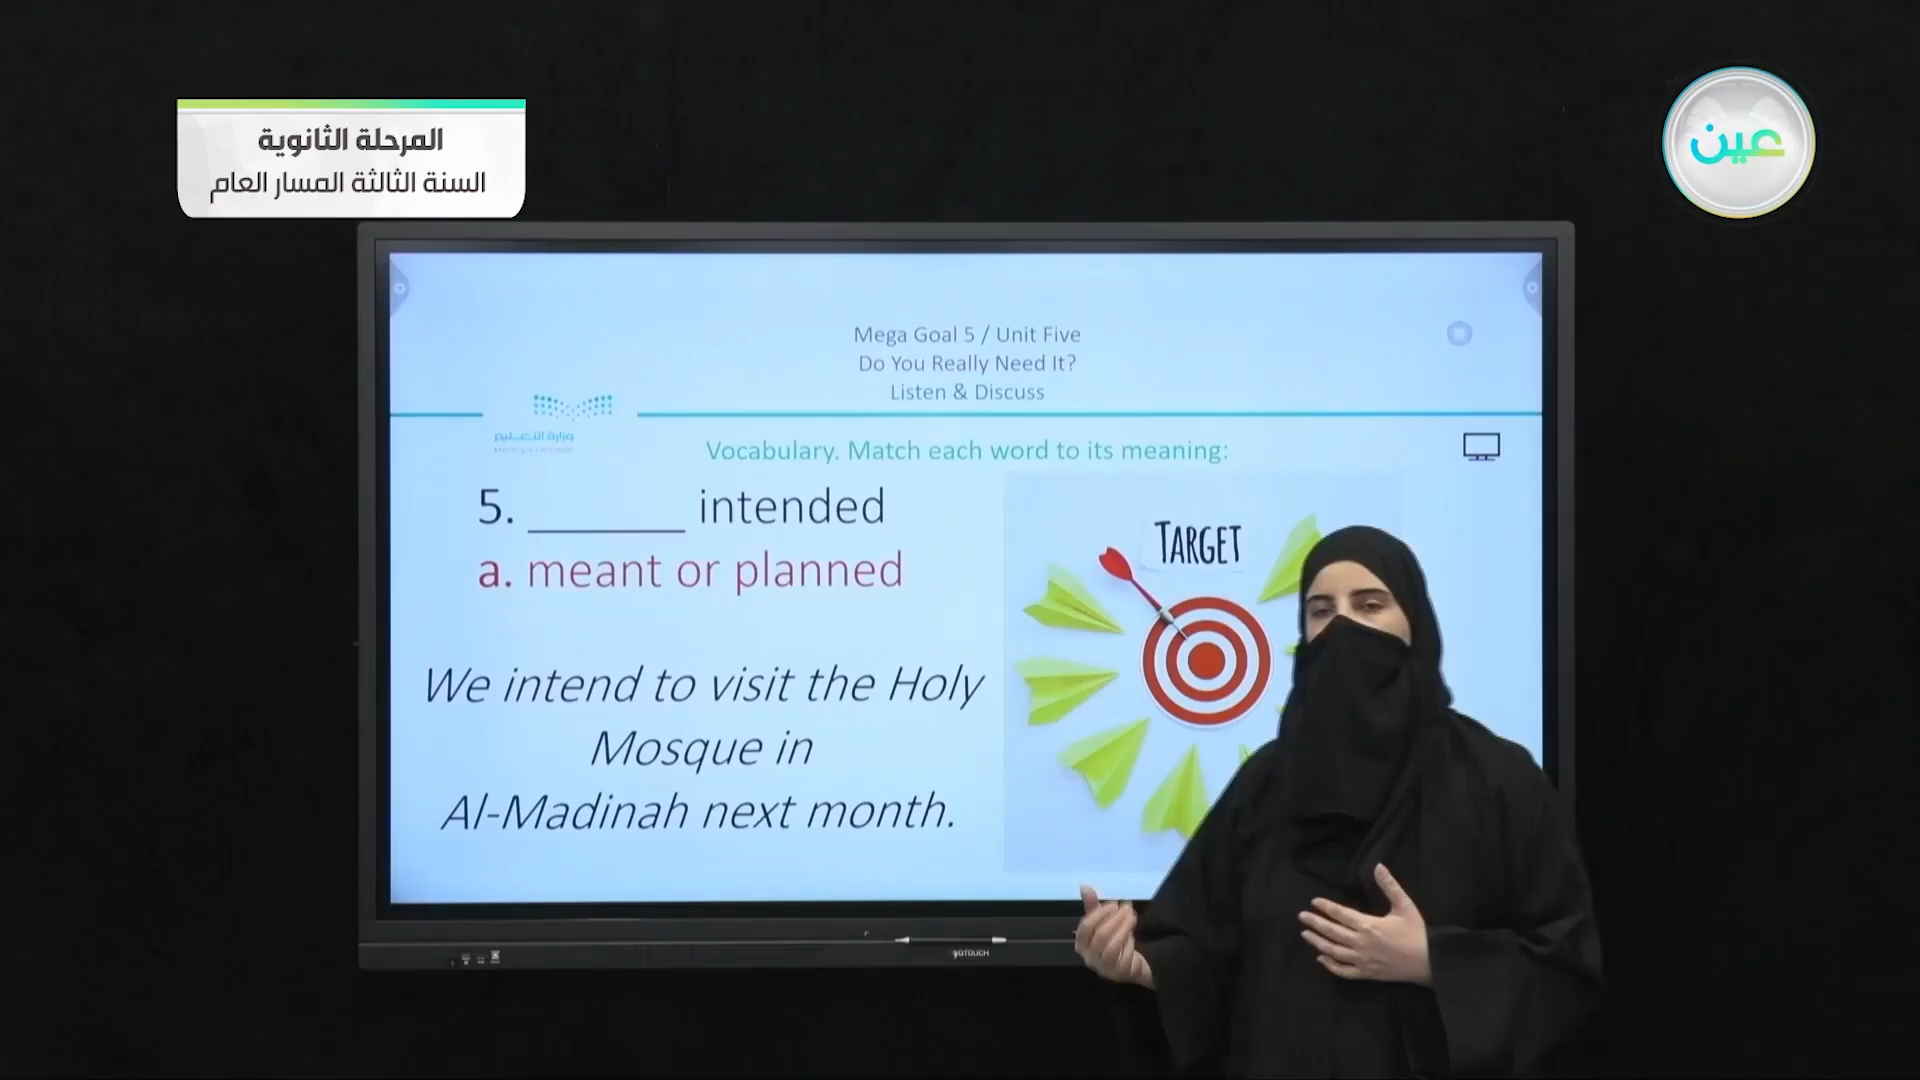 المرحلة الثانوية
السنة الثالثة المسار العام
عين
Mega Goal 5 / Unit Five
Do You Really Need It?
Listen & Discuss
وزارة التعليم
Vocabulary. Match each word to its meaning:
5. _______ intended
a. meant or planned
TARGET
We intend to visit the Holy
Mosque in
Al-Madinah next month.